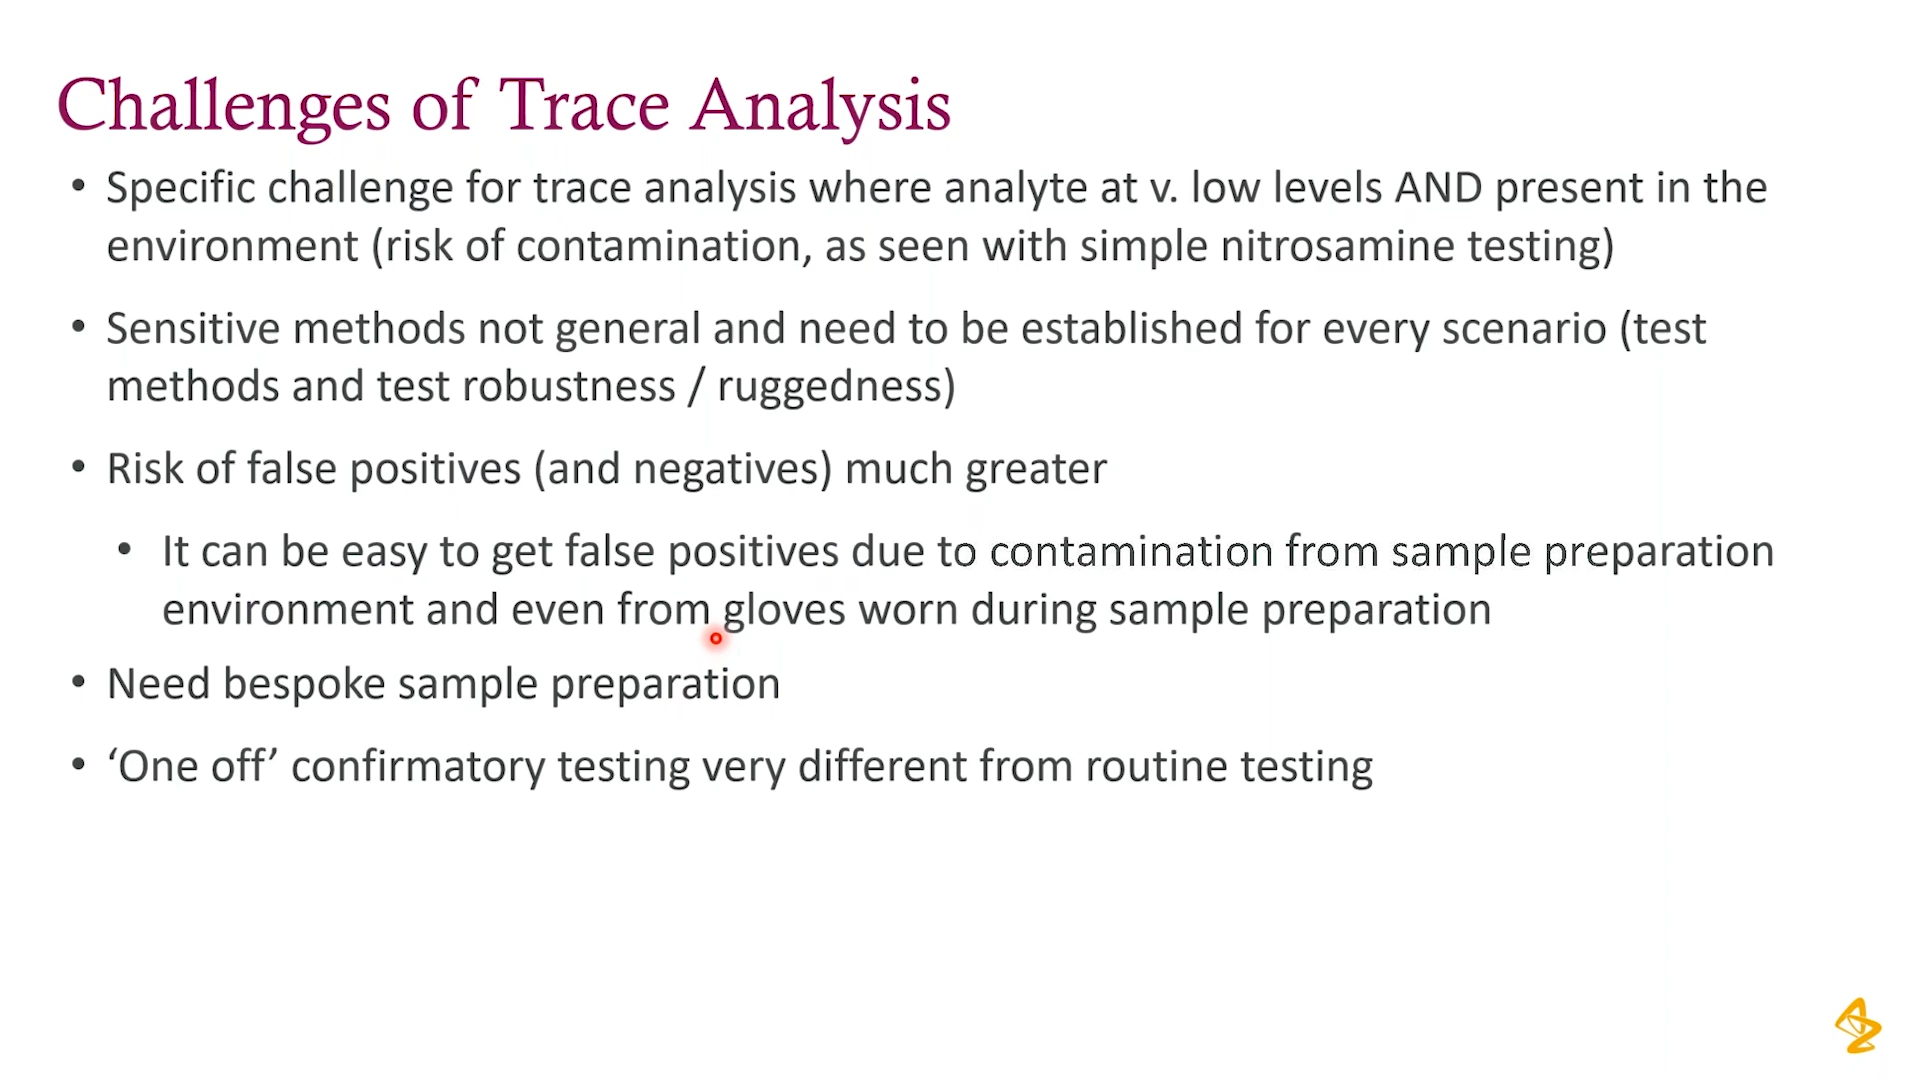 Challenges of Trace Analysis
• Specific challenge for trace analysis where analyte at v. low levels AND present in the
environment (risk of contamination, as seen with simple nitrosamine testing)
• Sensitive methods not general and need to be established for every scenario (test
methods and test robustness / ruggedness)
• Risk of false positives (and negatives) much greater
• It can be easy to get false positives due to contamination from sample preparation
environment and even from gloves worn during sample preparation
• Need bespoke sample preparation
• ‘One off’ confirmatory testing very different from routine testing